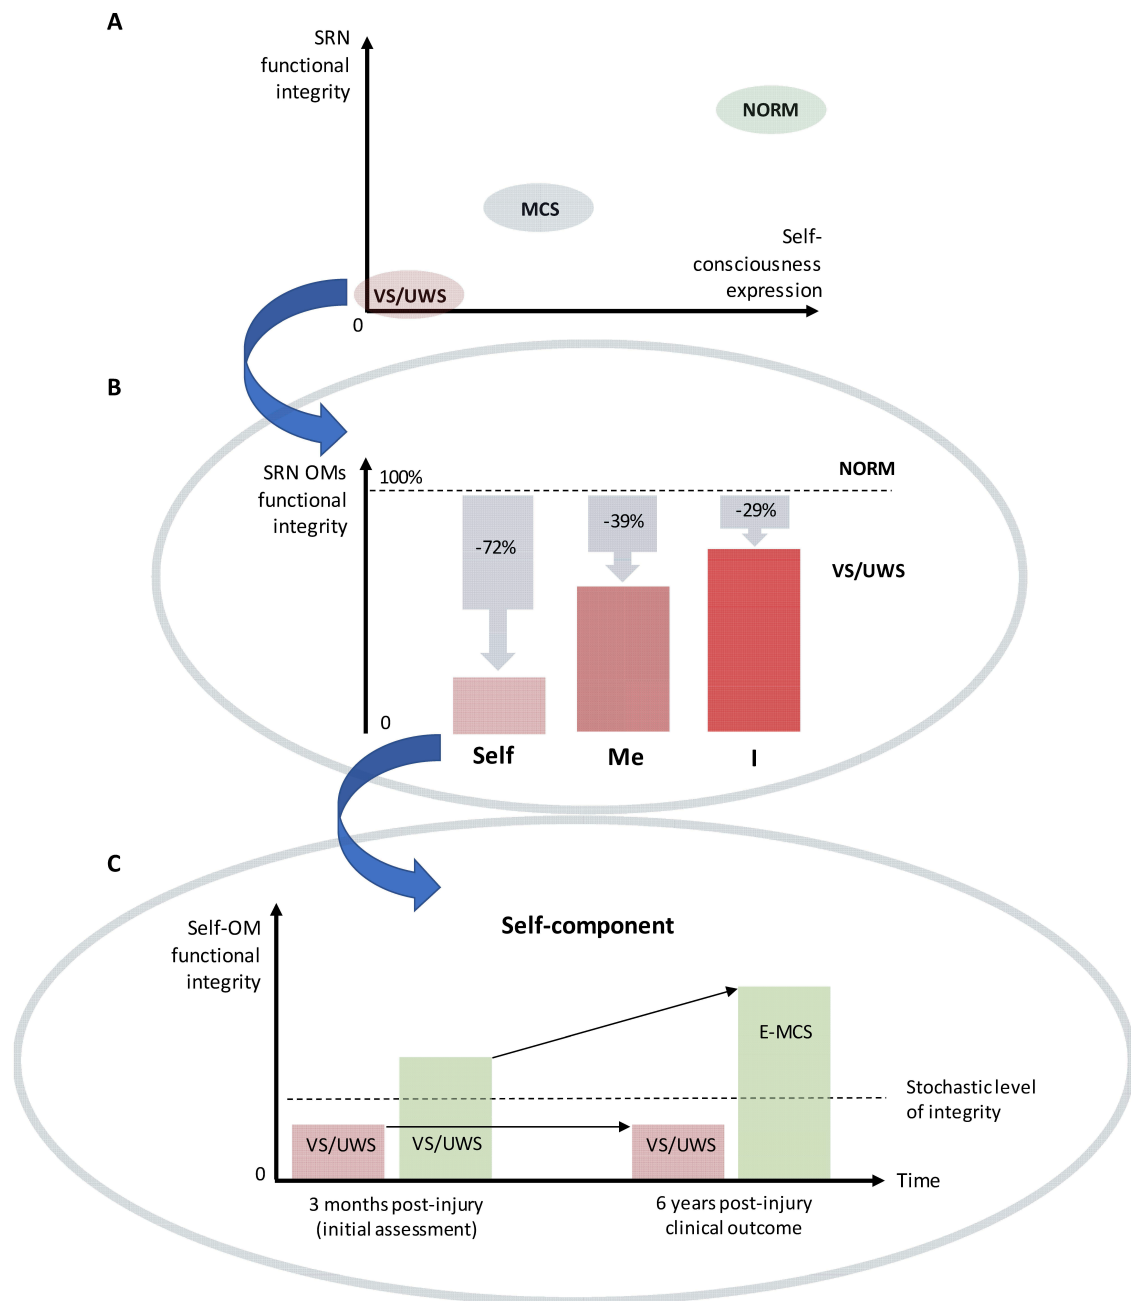 A
SRN
functional
integrity
NORM
MCS
Self-
consciousness
expression
VS/UWS
0
B
SRN OMs
functional
integrity
100%
NORM
-72%
-39%
-29%
VS/UWS
0
Self
Me
I
C
Self-component
Self-OM
functional
integrity
E-MCS
Stochastic level
of integrity
VS/UWS
VS/UWS
VS/UWS
0
Time
3 months post-injury
(initial assessment)
6 years post-injury
clinical outcome